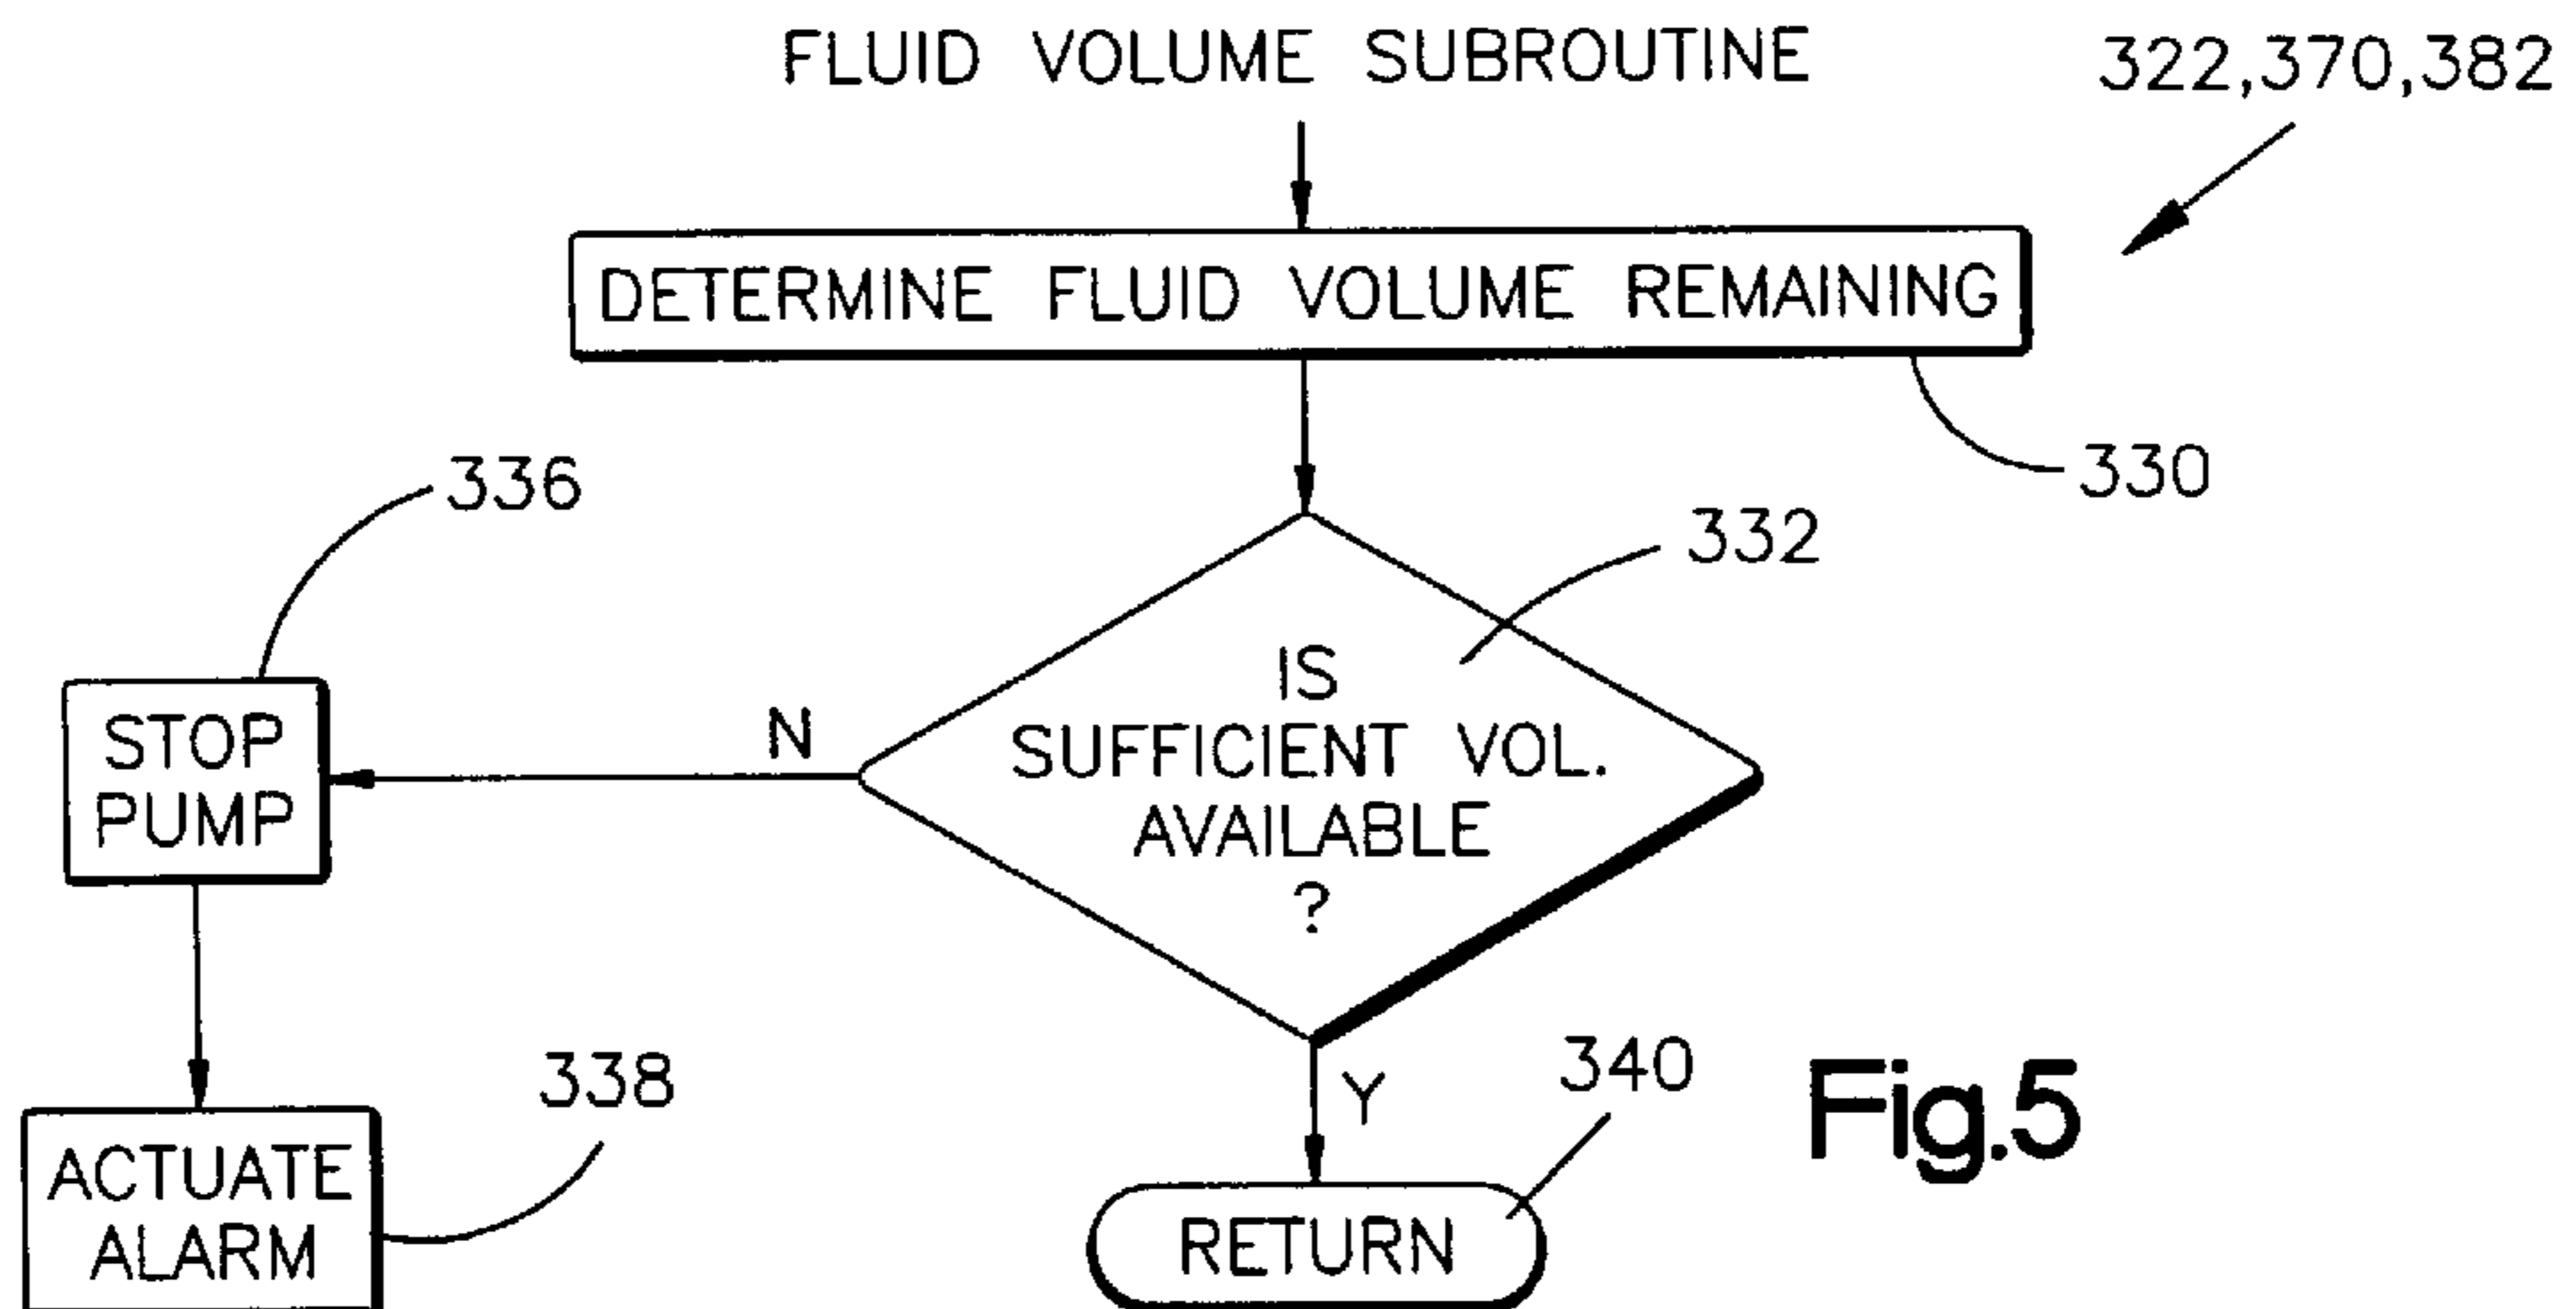 FLUID VOLUME SUBROUTINE
322,370,382
DETERMINE FLUID VOLUME REMAINING
330
336
332
IS
SUFFICIENT VOL.
AVAILABLE
?
N
STOP
PUMP
Y
338
340
ACTUATE
ALARM
RETURN
Fig.5